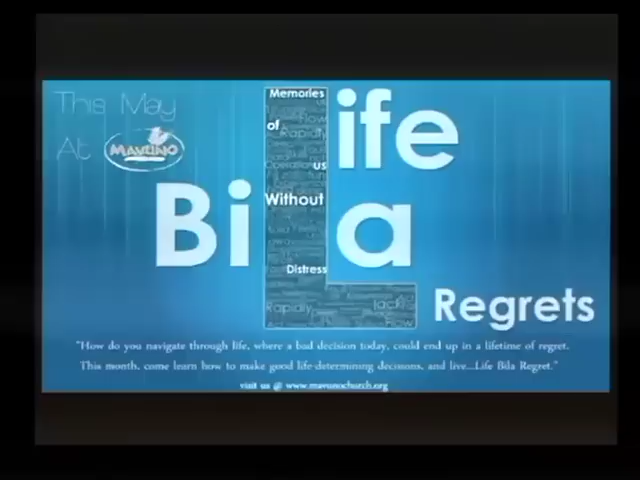 This May
At MAVUNO
Life
Bila
Regrets
Memories
of
us
Without
Distress
Rapidly
Flow
"How do you navigate through life, where a bad decision today, could end up in a lifetime of regret.
This month, come learn how to make good life-determining decisions, and live...Life Bila Regret."
visit us @ www.mavunochurch.org